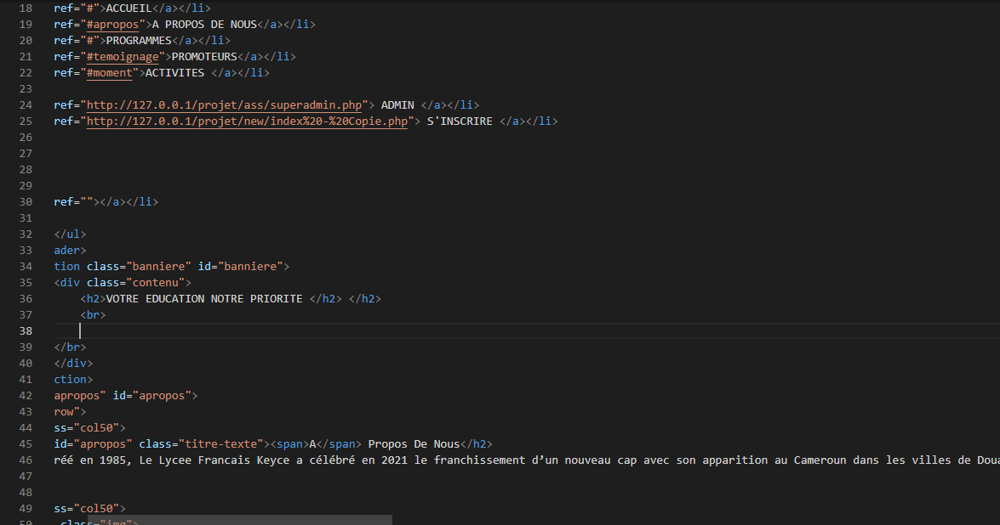 18 ref="#">ACCUEIL</a></li>
19 ref="#apropos">A PROPOS DE NOUS</a></li>
20 ref="#">PROGRAMMES</a></li>
21 ref="#temoignage">PROMOTEURS</a></li>
22 ref="#moment">ACTIVITES </a></li>
23
24 ref="http://127.0.0.1/projet/ass/superadmin.php"> ADMIN </a></li>
25 ref="http://127.0.0.1/projet/new/index%20-%20Copie.php"> S'INSCRIRE </a></li>
26
27
28
29
30 ref=""></a></li>
31
32 </ul>
33 ader>
34 tion class="banniere" id="banniere">
35 <div class="contenu">
36 <h2>VOTRE EDUCATION NOTRE PRIORITE </h2> </h2>
37 <br>
38
39 </br>
40 </div>
41 ction>
42 apropos" id="apropos">
43 row">
44 ss="col50">
45 id="apropos" class="titre-texte"><span>A</span> Propos De Nous</h2>
46 réé en 1985, Le Lycee Francais Keyce a célébré en 2021 le franchissement d’un nouveau cap avec son apparition au Cameroun dans les villes de Doua
47
48
49 ss="col50">
50 class="img">